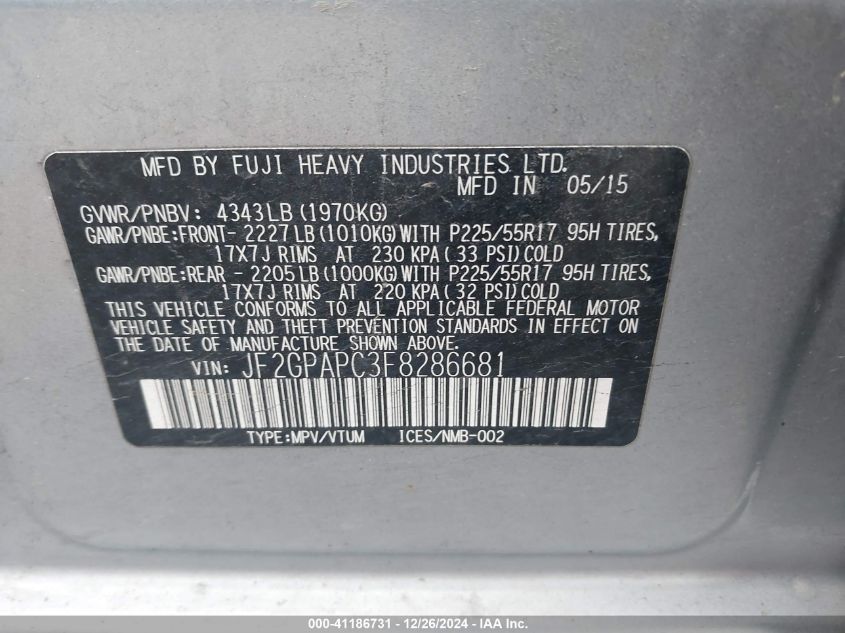 MFD BY FUJI HEAVY INDUSTRIES LTD.
MFD IN 05/15
GVWR/PNBV: 4343LB (1970KG)
GAWR/PNBE:FRONT- 2227LB (1010KG) WITH P225/55R17 95H TIRES,
17X7J RIMS AT 230 KPA (33 PSI) COLD
GAWR/PNBE:REAR - 2205LB (1000KG) WITH P225/55R17 95H TIRES,
17X7J RIMS AT 220 KPA (32 PSI) COLD
THIS VEHICLE CONFORMS TO ALL APPLICABLE FEDERAL MOTOR
VEHICLE SAFETY AND THEFT PREVENTION STANDARDS IN EFFECT ON
THE DATE OF MANUFACTURE SHOWN ABOVE.
VIN: JF2GPAPC3F8286681
TYPE:MPV/VTUM ICES/NMB-002
000-41186731 - 12/26/2024 - IAA Inc.